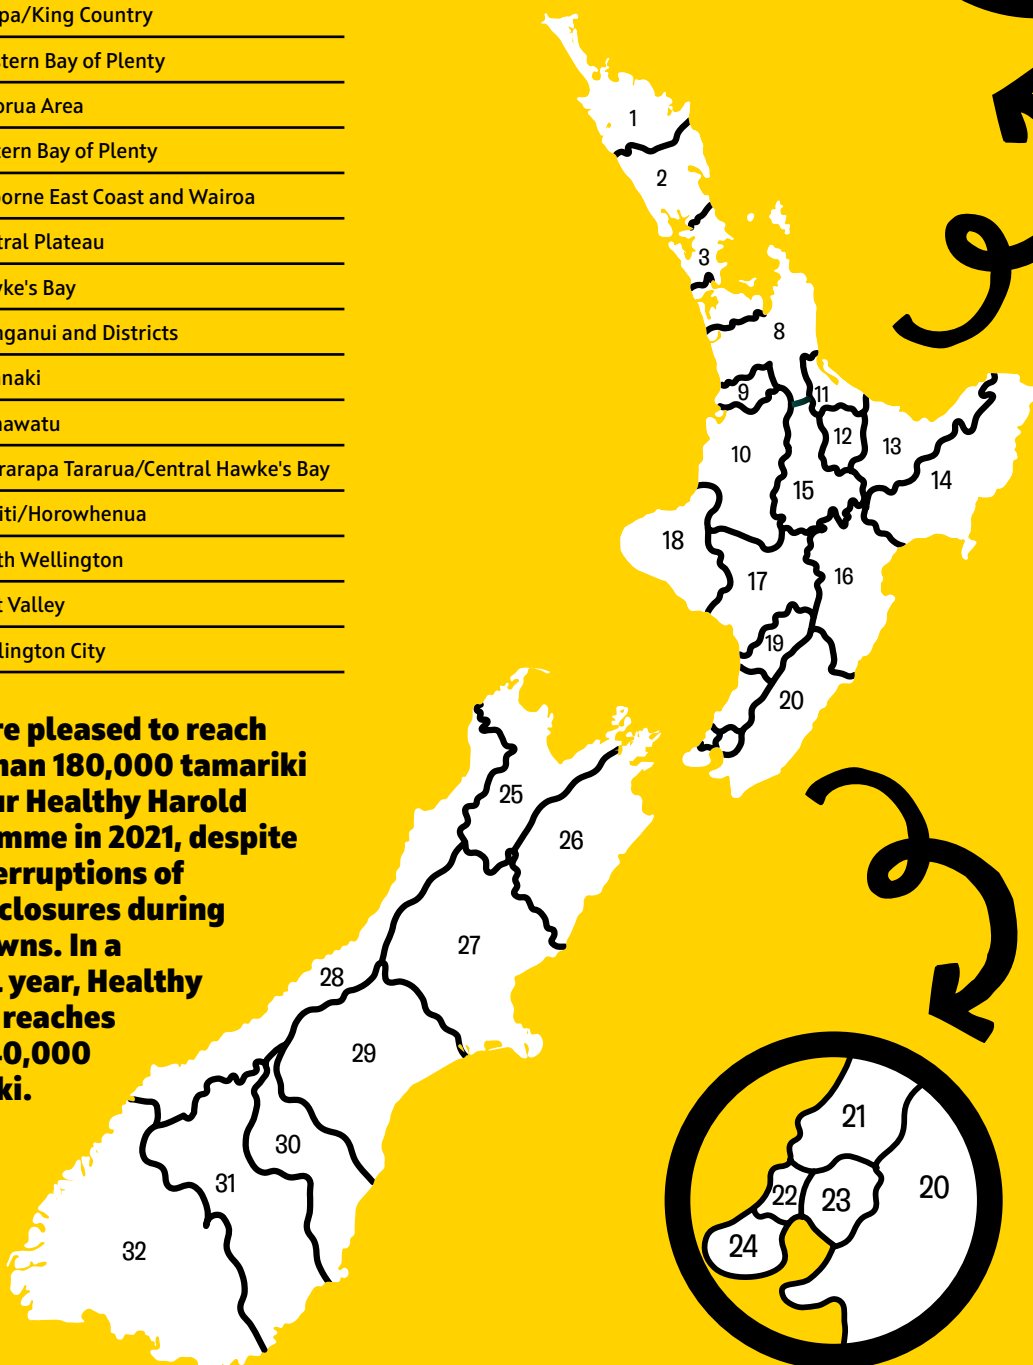 pa/King Country
tern Bay of Plenty
orua Area
tern Bay of Plenty
orne East Coast and Wairoa
tral Plateau
ke's Bay
nganui and Districts
naki
nawatu
rarapa Tararua/Central Hawke's Bay
iti/Horowhenua
th Wellington
t Valley
lington City
re pleased to reach
han 180,000 tamariki
ur Healthy Harold
mme in 2021, despite
erruptions of
closures during
wns. In a
l year, Healthy
reaches
0,000
ki.
1
2
3
8
9
11
10
12
13
14
15
18
17
16
19
20
25
26
27
28
29
30
31
32
21
22
23
20
24